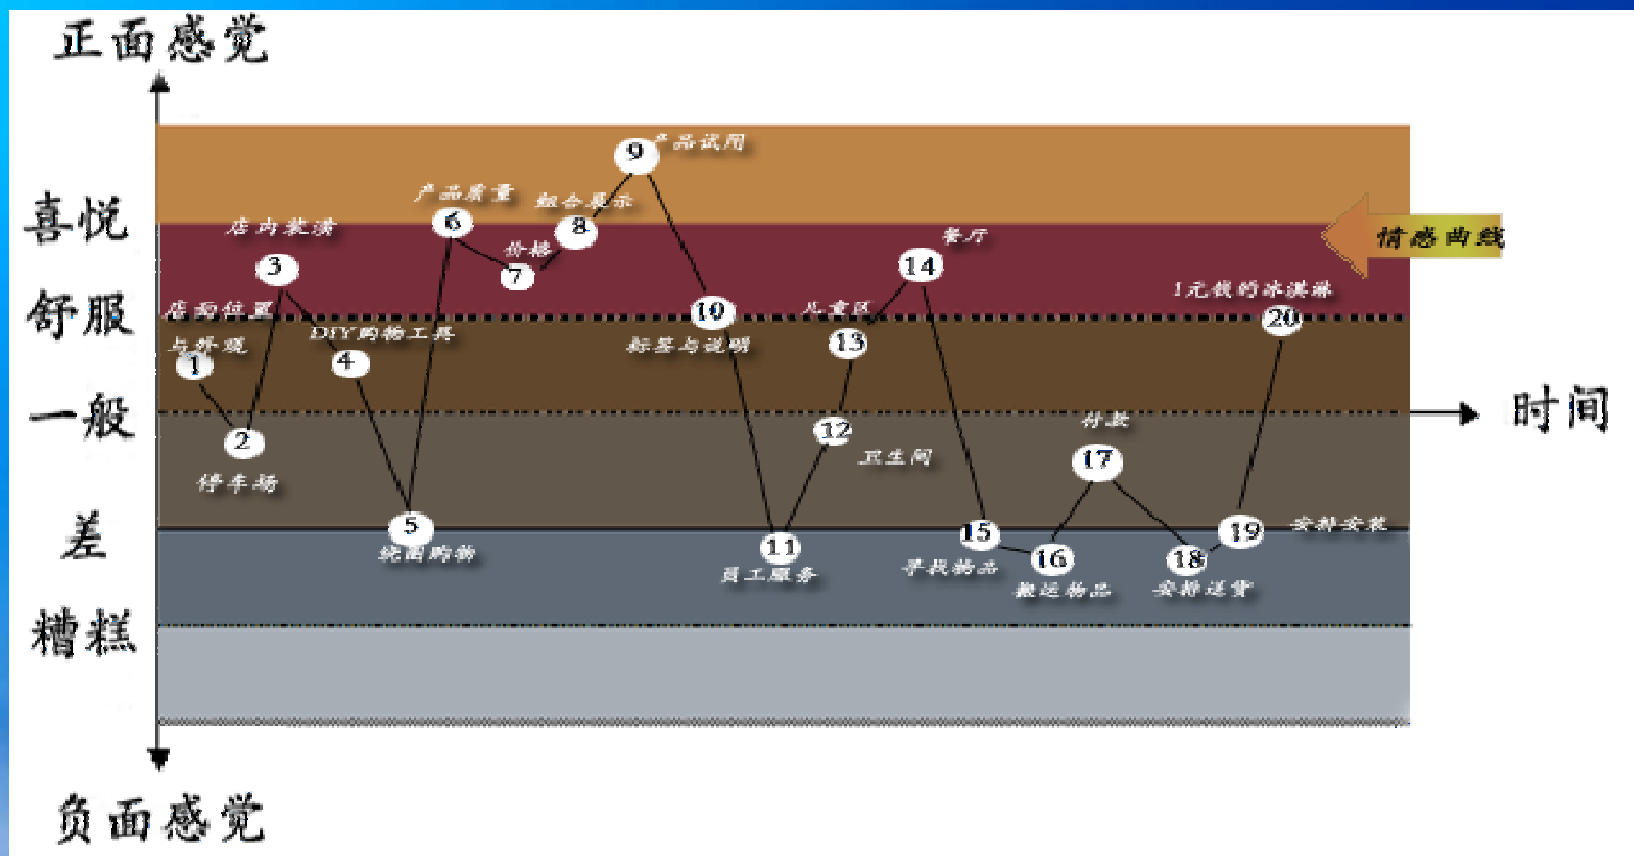 正面感觉
喜悦
舒服
一般
差
糟糕
负面感觉
时间
情感曲线
店面位置
与外观
1
2
停车场
店内装潢
3
DIY购物工具
4
5
绕圈购物
产品质量
6
价格
7
组合展示
8
9
产品试用
10
标签与说明
11
员工服务
12
卫生间
儿童区
13
餐厅
14
15
寻找物品
16
搬运物品
付款
17
18
安排送货
19
安排安装
1元钱的冰淇淋
20